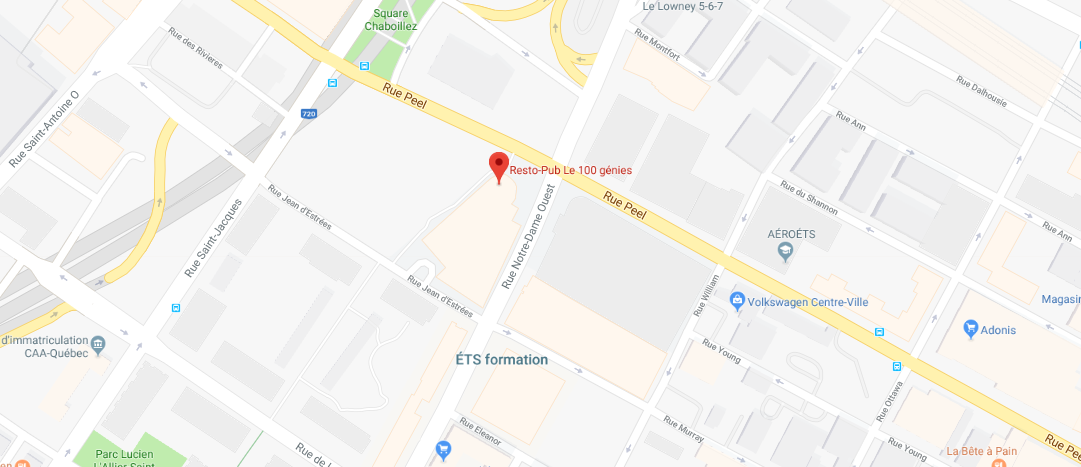 Square
Chaboillez
Le Lowney 5-6-7
Rue des Rivieres
Rue Montfort
Rue Peel
Rue Dalhousie
Rue Saint-Antoine O
720
Rue Ann
Resto-Pub Le 100 génies
Rue Jean d'Estrées
Rue Saint-Jacques
Rue Notre-Dame Ouest
Rue Peel
Rue du Shannon
Rue Ann
AÉROÉTS
Rue Jean d'Estrées
Rue William
Volkswagen Centre-Ville
Magasin
Adonis
d'immatriculation
CAA-Québec
ÉTS formation
Rue Young
Rue Ottawa
Rue Eleanor
Rue Murray
Rue Young
Rue Peel
La Bête à Pain
Parc Lucien
L'Allier Saint
Rue de